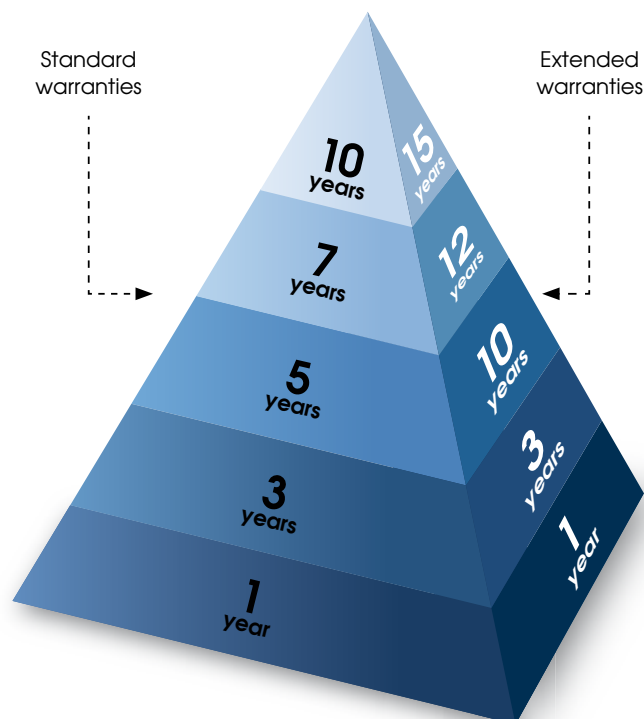 Standard
warranties
Extended
warranties
10
years
15
years
7
years
12
years
5
years
10
years
3
years
3
years
1
year
1
year